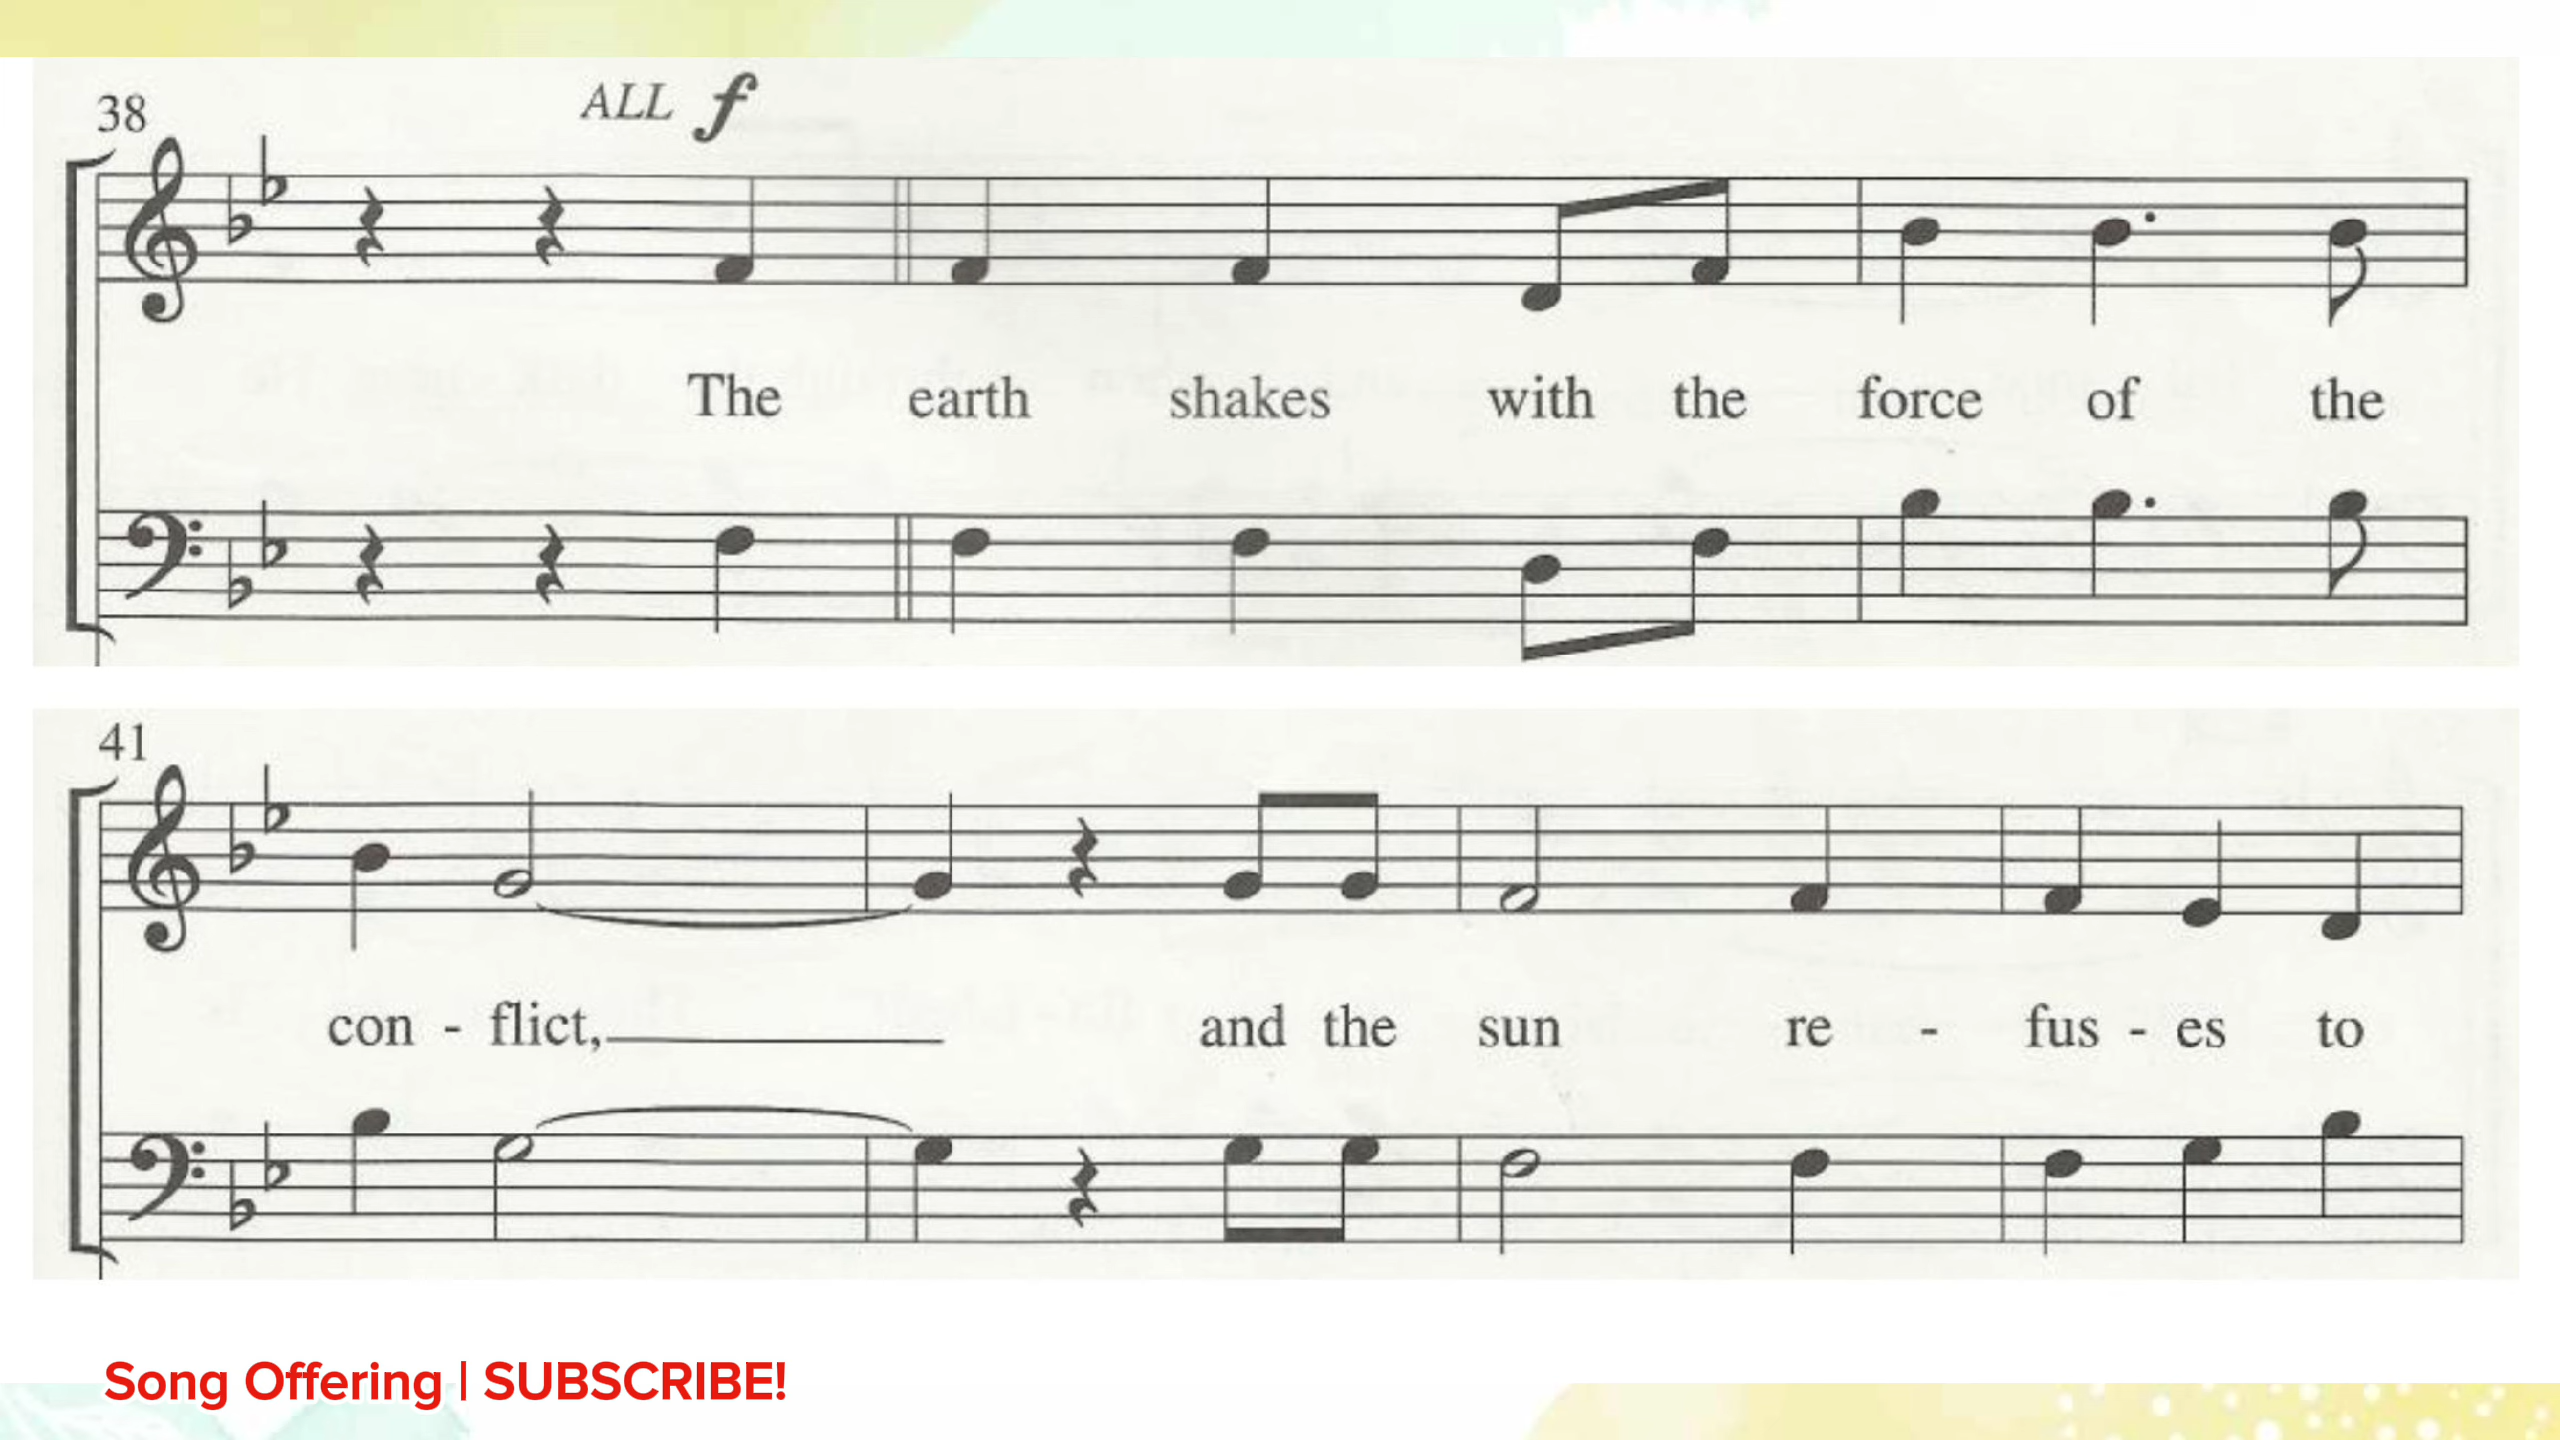 38
ALL f
The earth shakes with the force of the
41
con - flict, and the sun re - fus - es to
Song Offering | SUBSCRIBE!